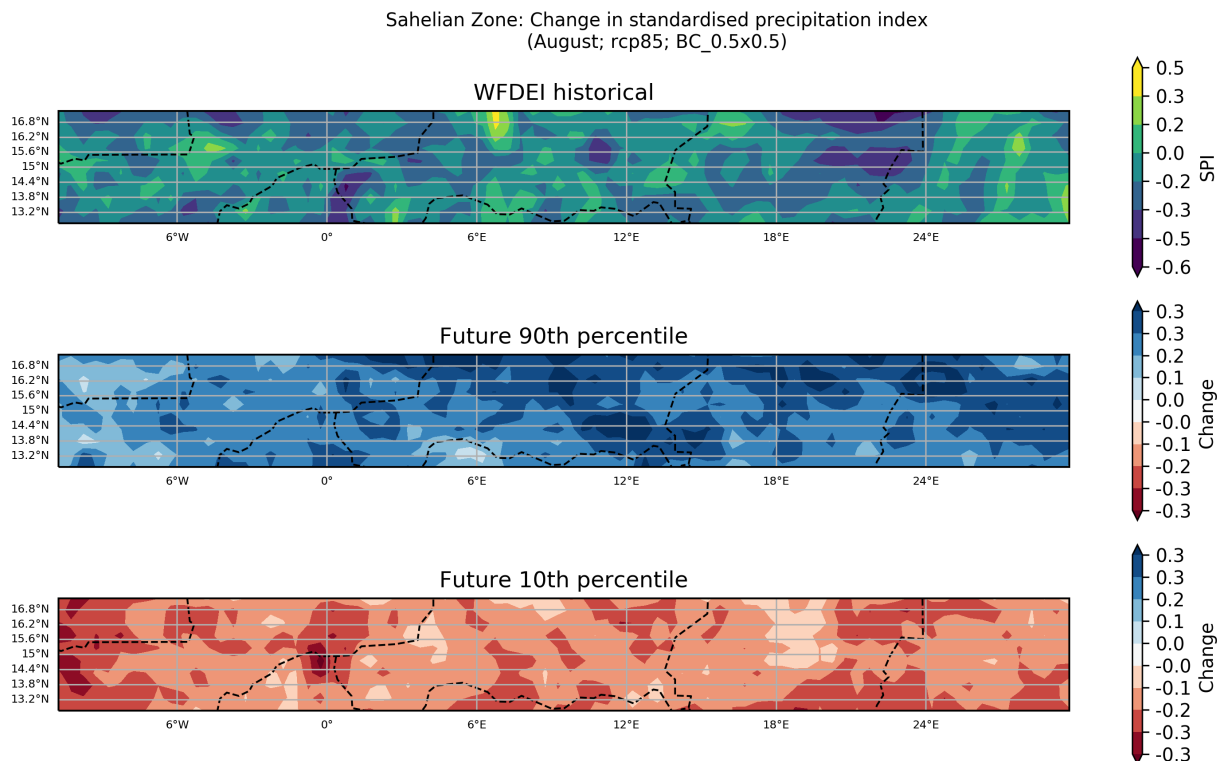 Sahelian Zone: Change in standardised precipitation index
(August; rcp85; BC_0.5x0.5)
WFDEI historical
16.8°N
16.2°N
15.6°N
15°N
14.4°N
13.8°N
13.2°N
6°W
0°
6°E
12°E
18°E
24°E
0.5
0.3
0.2
0.0
-0.2
-0.3
-0.5
-0.6
SPI
Future 90th percentile
16.8°N
16.2°N
15.6°N
15°N
14.4°N
13.8°N
13.2°N
6°W
0°
6°E
12°E
18°E
24°E
0.3
0.3
0.2
0.1
0.0
-0.0
-0.1
-0.2
-0.3
-0.3
Change
Future 10th percentile
16.8°N
16.2°N
15.6°N
15°N
14.4°N
13.8°N
13.2°N
6°W
0°
6°E
12°E
18°E
24°E
0.3
0.3
0.2
0.1
0.0
-0.0
-0.1
-0.2
-0.3
-0.3
Change